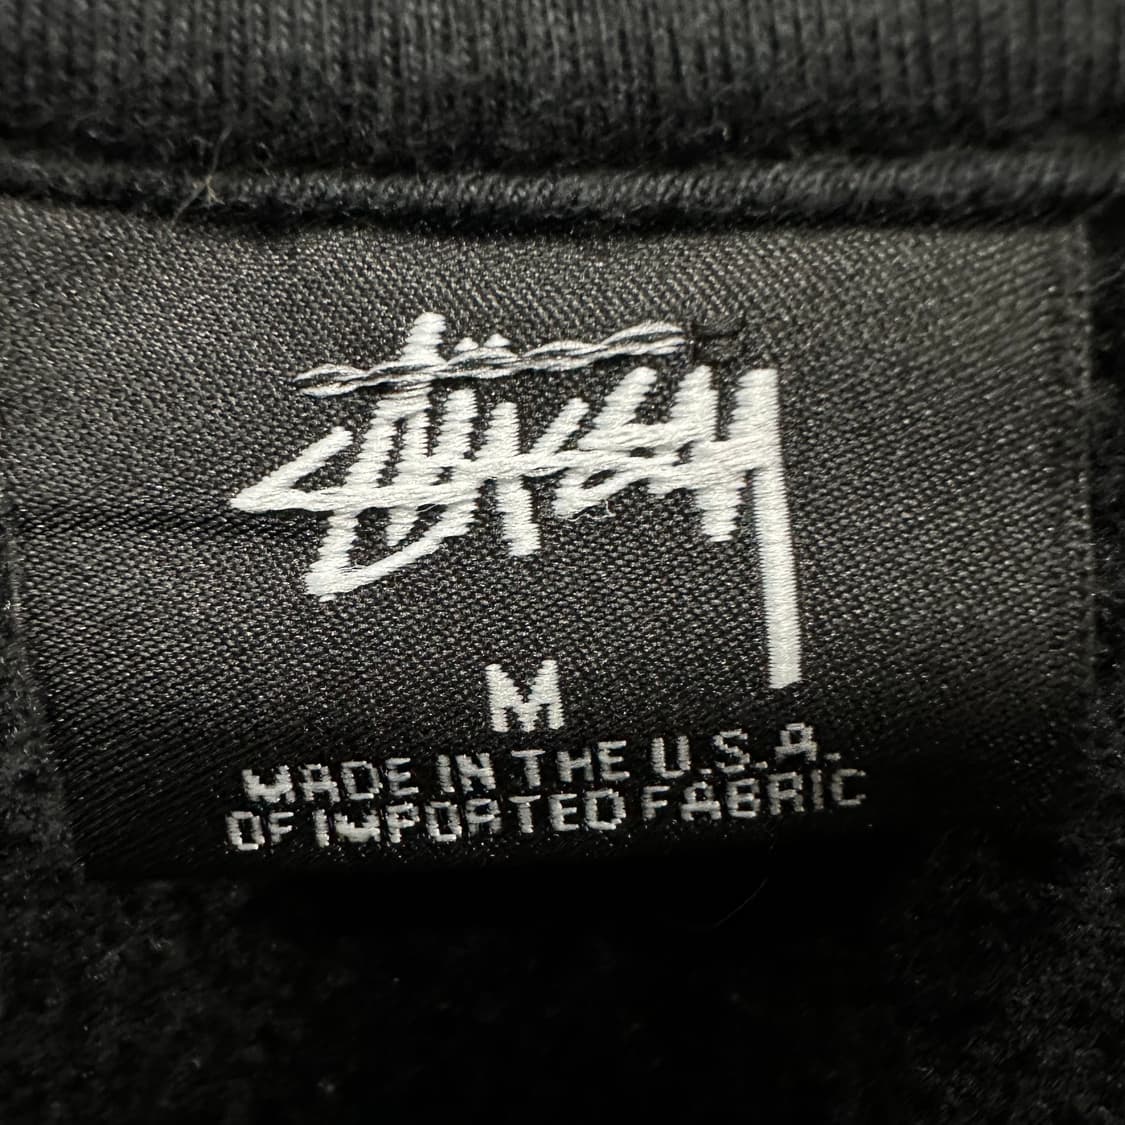 Stüssy
M
MADE IN THE U.S.A.
OF IMPORTED FABRIC